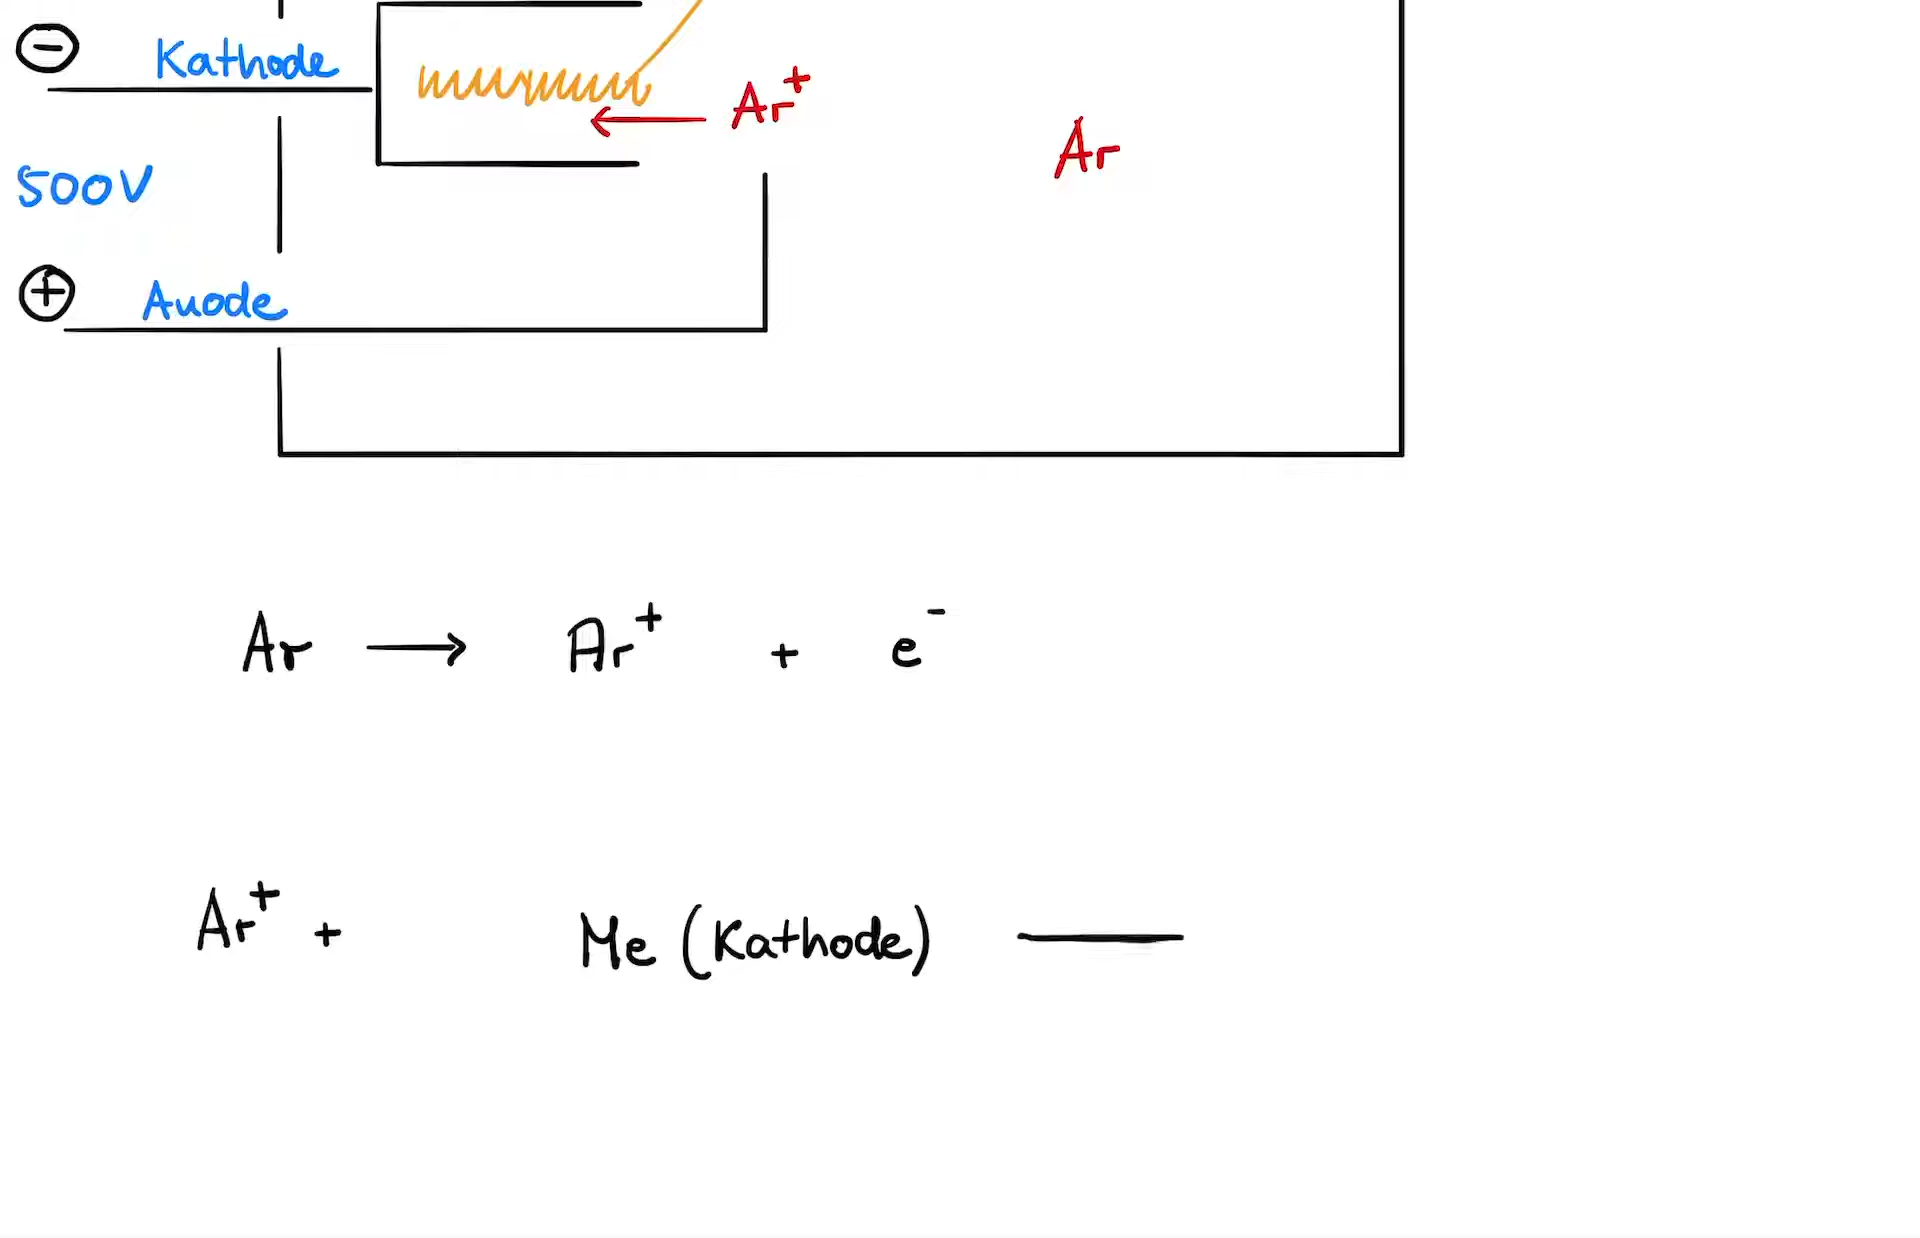 ⊖ Kathode
Ar⁺
Ar
500V
⊕ Anode
Ar ⟶ Ar⁺ + e⁻
Ar⁺ + Me (Kathode) —